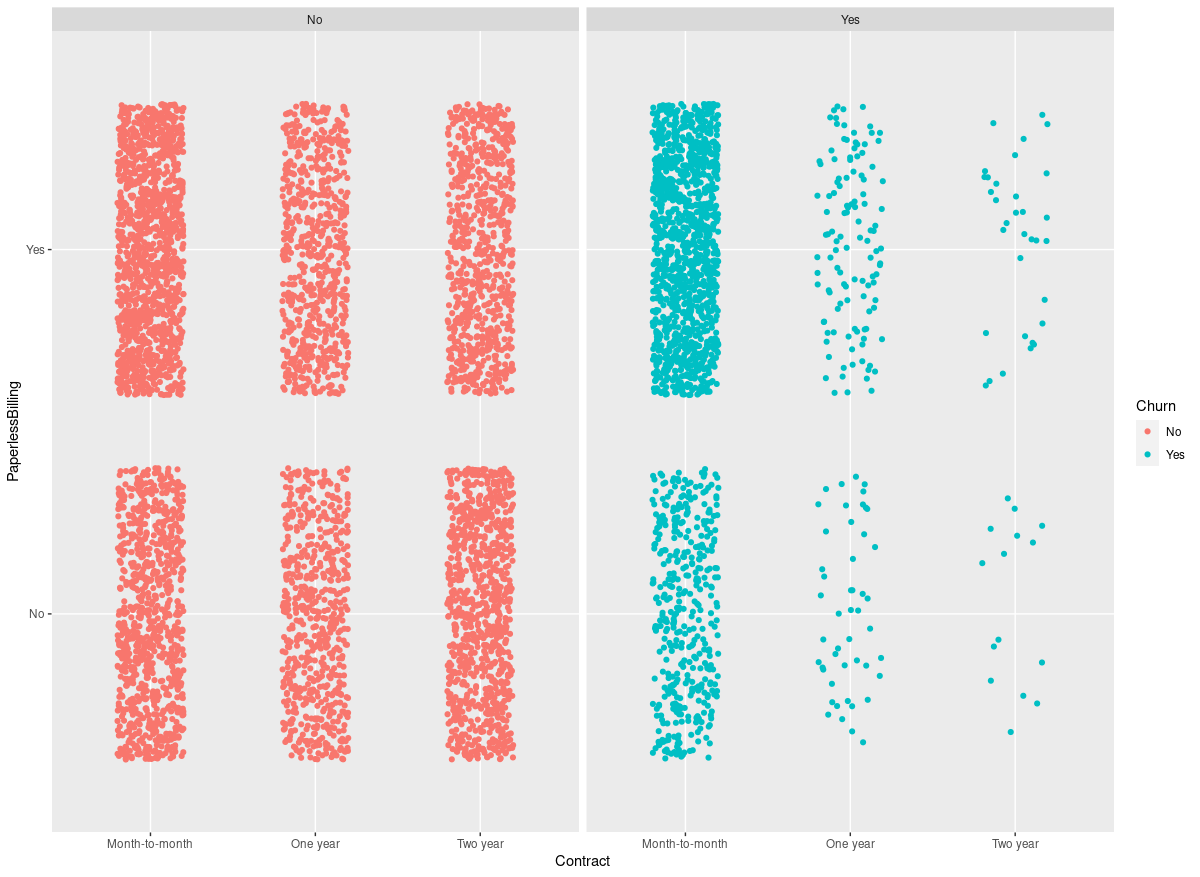 No
Yes
Yes
No
PaperlessBilling
Month-to-month
One year
Two year
Month-to-month
One year
Two year
Contract
Churn
No
Yes